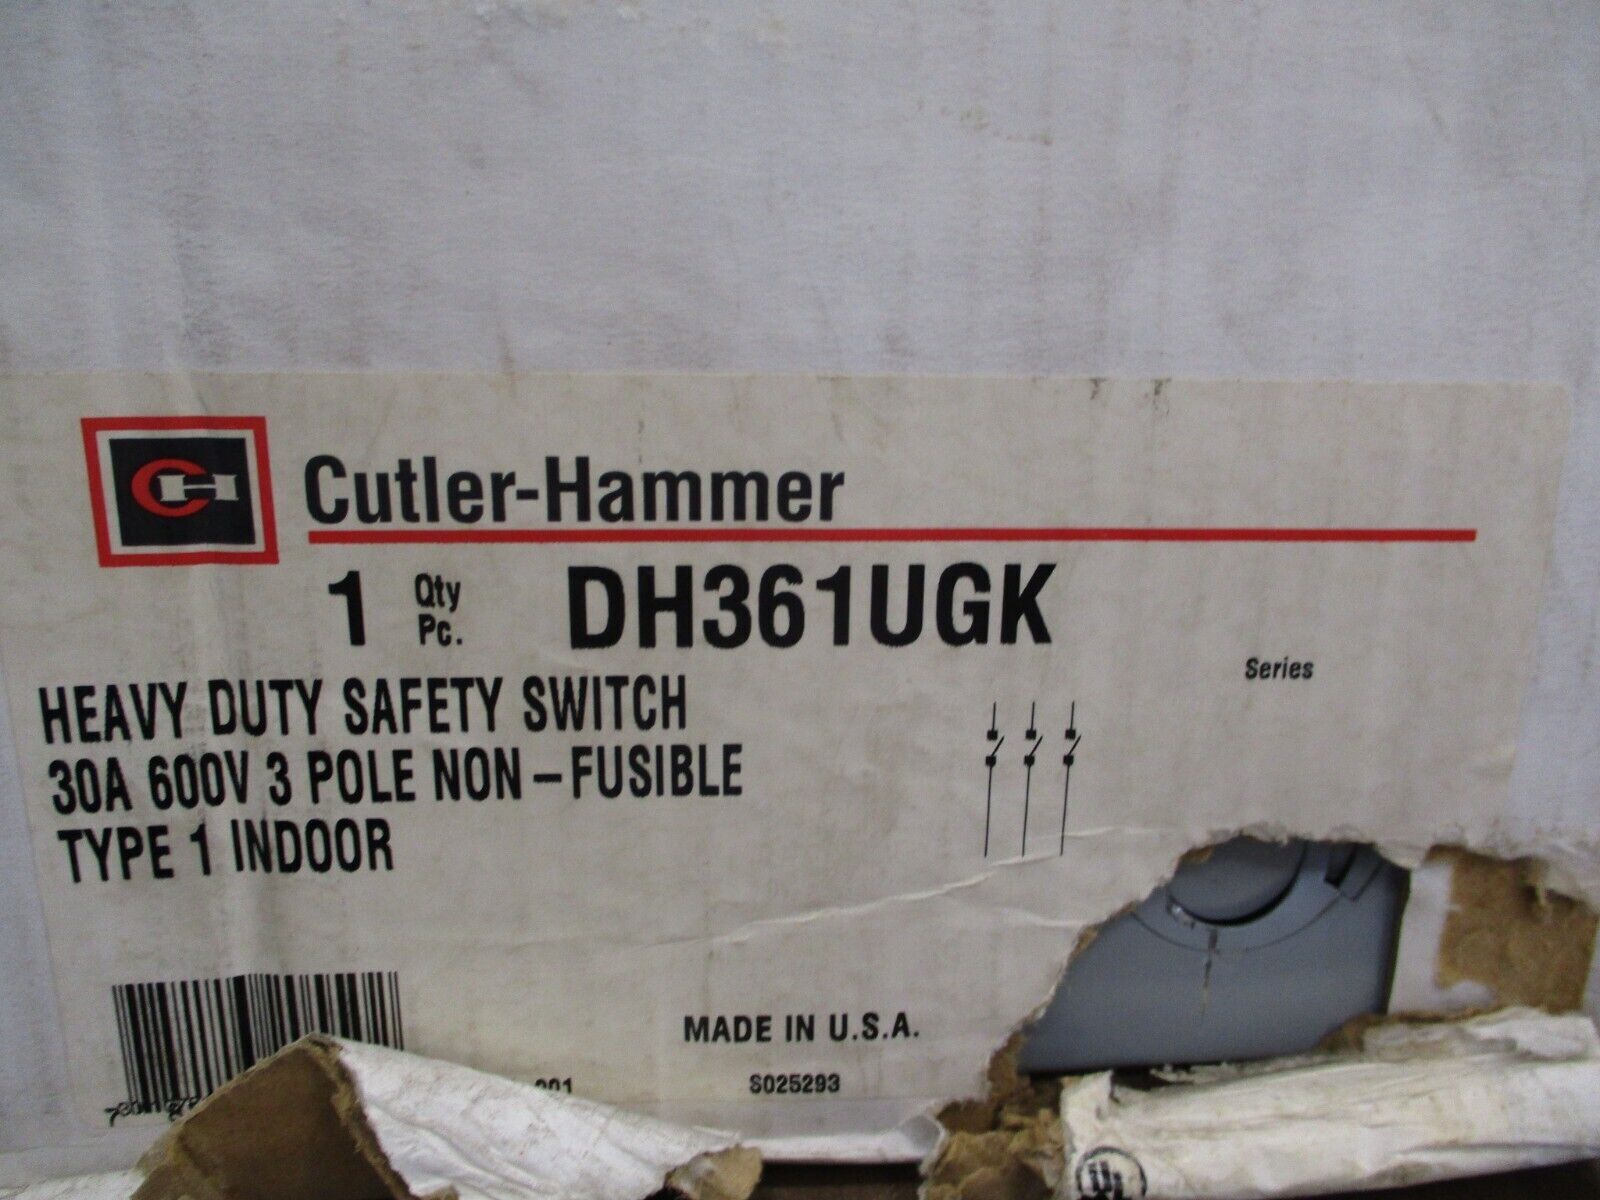 CH Cutler-Hammer
1 Qty Pc. DH361UGK
Series
HEAVY DUTY SAFETY SWITCH
30A 600V 3 POLE NON-FUSIBLE
TYPE 1 INDOOR
MADE IN U.S.A.
S025293